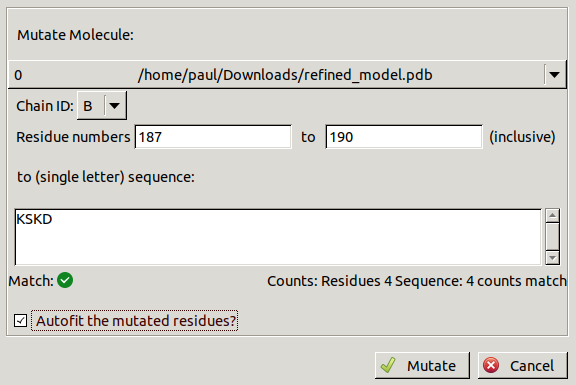 Mutate Molecule:
0 /home/paul/Downloads/refined_model.pdb
Chain ID: B
Residue numbers 187 to 190 (inclusive)
to (single letter) sequence:
KSKD
Match: Counts: Residues 4 Sequence: 4 counts match
Autofit the mutated residues?
Mutate Cancel